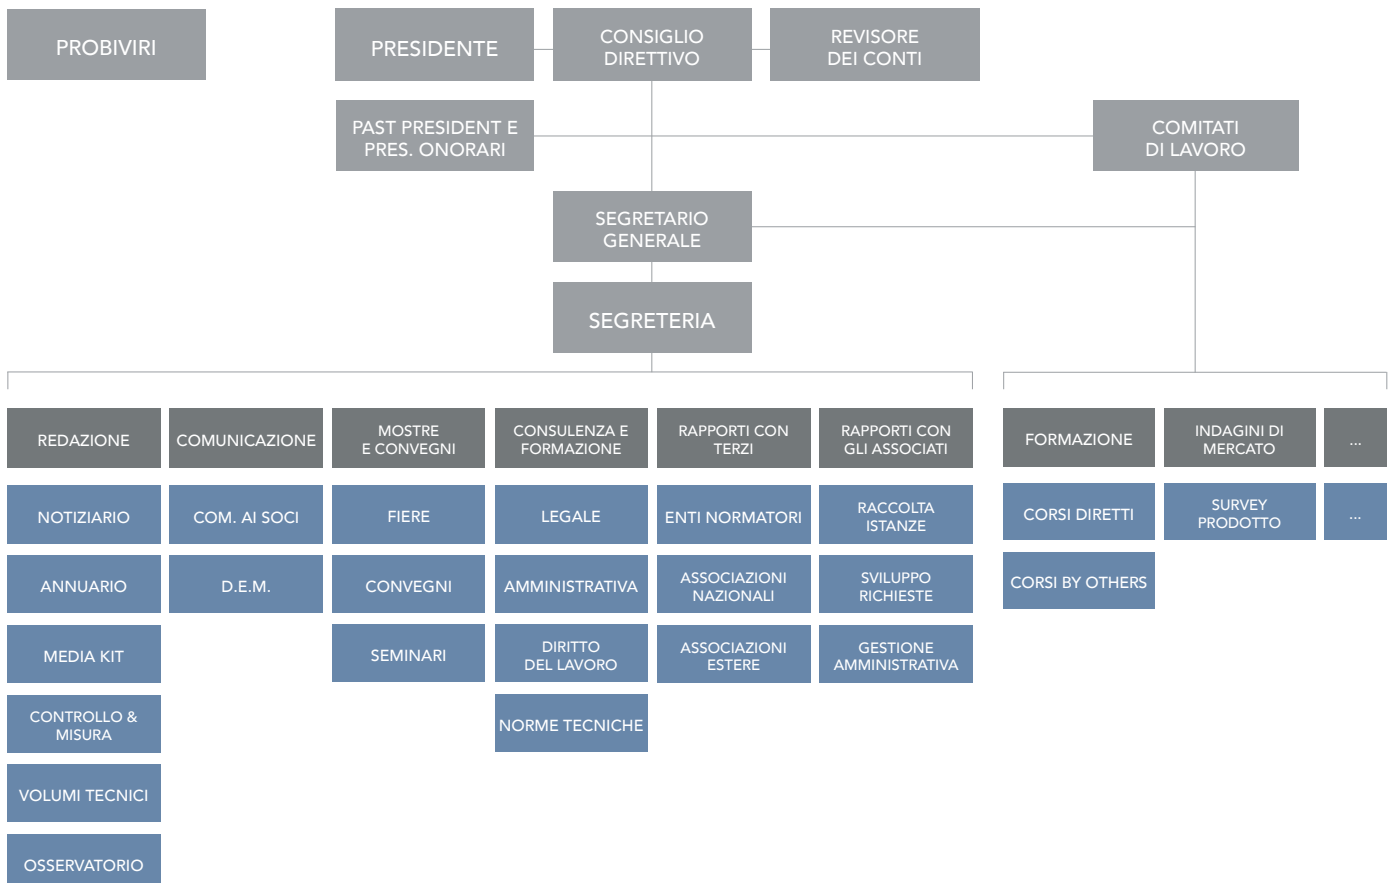 PROBIVIRI
PRESIDENTE
CONSIGLIO
DIRETTIVO
REVISORE
DEI CONTI
PAST PRESIDENT E
PRES. ONORARI
COMITATI
DI LAVORO
SEGRETARIO
GENERALE
SEGRETERIA
REDAZIONE
COMUNICAZIONE
MOSTRE
E CONVEGNI
CONSULENZA E
FORMAZIONE
RAPPORTI CON
TERZI
RAPPORTI CON
GLI ASSOCIATI
FORMAZIONE
INDAGINI DI
MERCATO
...
NOTIZIARIO
COM. AI SOCI
FIERE
LEGALE
ENTI NORMATORI
RACCOLTA
ISTANZE
CORSI DIRETTI
SURVEY
PRODOTTO
...
ANNUARIO
D.E.M.
CONVEGNI
AMMINISTRATIVA
ASSOCIAZIONI
NAZIONALI
SVILUPPO
RICHIESTE
CORSI BY OTHERS
MEDIA KIT
SEMINARI
DIRITTO
DEL LAVORO
ASSOCIAZIONI
ESTERE
GESTIONE
AMMINISTRATIVA
CONTROLLO &
MISURA
NORME TECNICHE
VOLUMI TECNICI
OSSERVATORIO